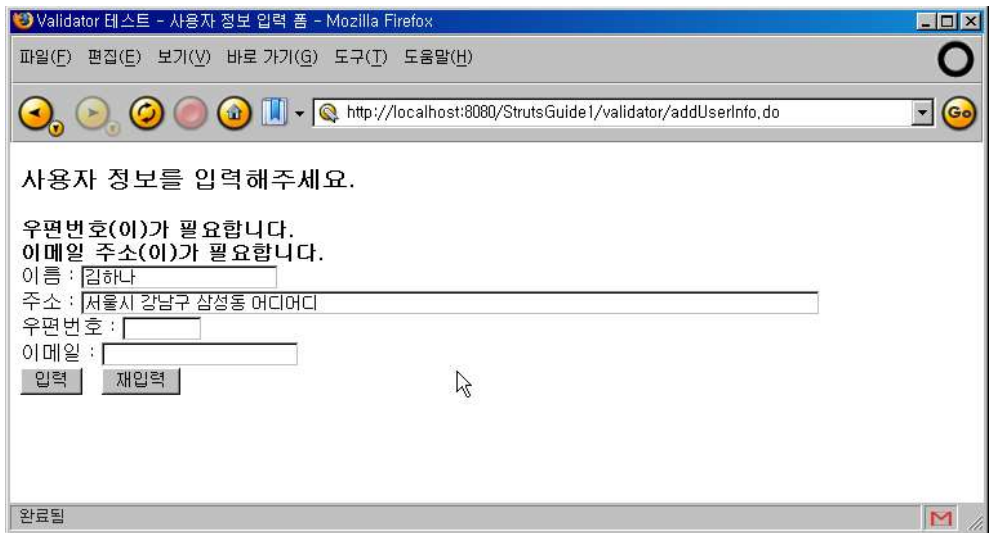 Validator 테스트 - 사용자 정보 입력 폼 - Mozilla Firefox
파일(F) 편집(E) 보기(V) 바로 가기(G) 도구(T) 도움말(H)
http://localhost:8080/StrutsGuide1/validator/addUserInfo.do Go
사용자 정보를 입력해주세요.
우편번호(이)가 필요합니다.
이메일 주소(이)가 필요합니다.
이름 : 김하나
주소 : 서울시 강남구 삼성동 어디어디
우편번호 :
이메일 :
입력 재입력
완료됨